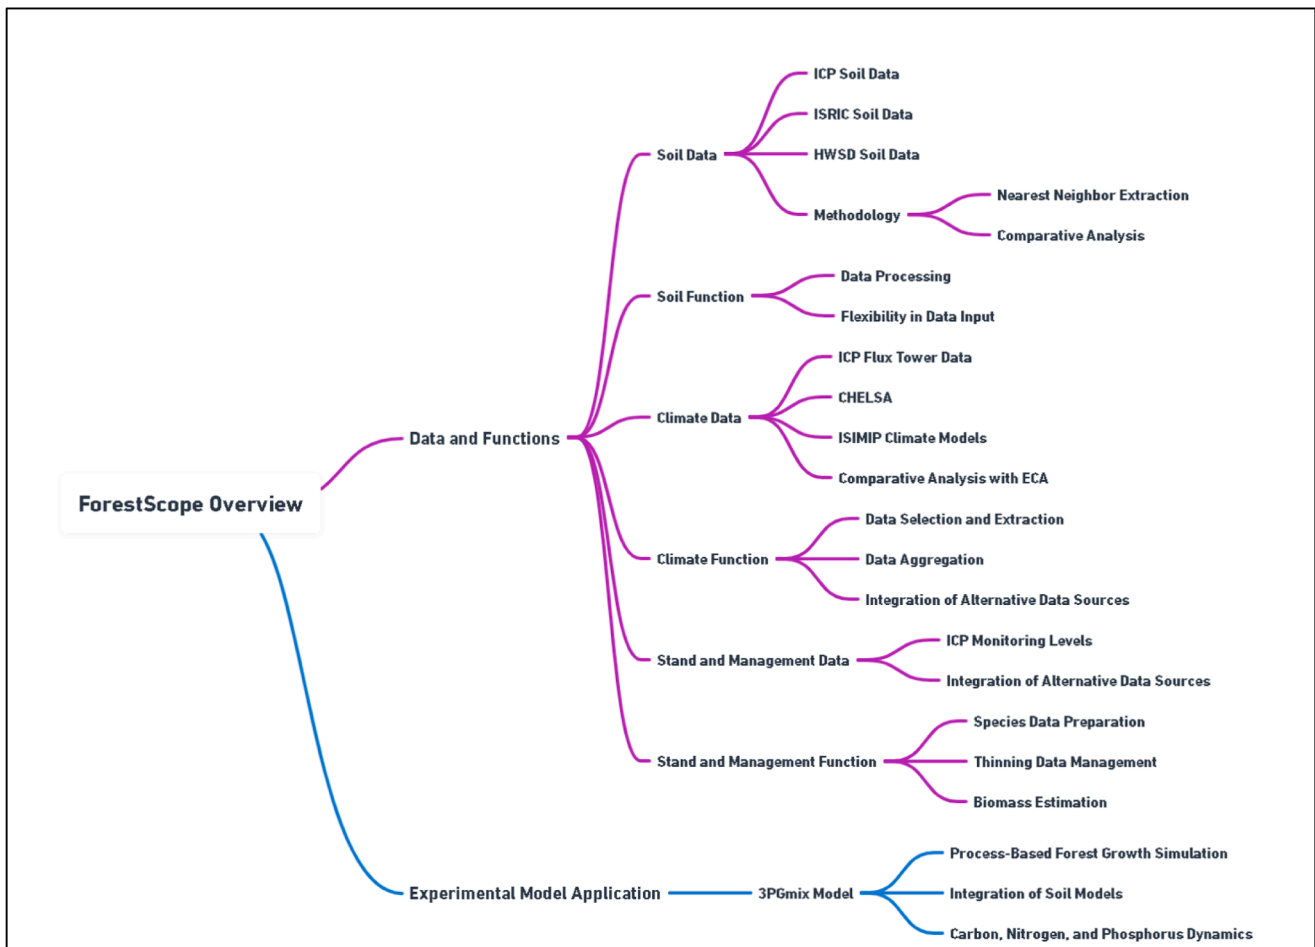 ForestScope Overview
Data and Functions
Soil Data
ICP Soil Data
ISRIC Soil Data
HWSD Soil Data
Methodology
Nearest Neighbor Extraction
Comparative Analysis
Soil Function
Data Processing
Flexibility in Data Input
Climate Data
ICP Flux Tower Data
CHELSA
ISIMIP Climate Models
Comparative Analysis with ECA
Climate Function
Data Selection and Extraction
Data Aggregation
Integration of Alternative Data Sources
Stand and Management Data
ICP Monitoring Levels
Integration of Alternative Data Sources
Stand and Management Function
Species Data Preparation
Thinning Data Management
Biomass Estimation
Experimental Model Application
3PGmix Model
Process-Based Forest Growth Simulation
Integration of Soil Models
Carbon, Nitrogen, and Phosphorus Dynamics